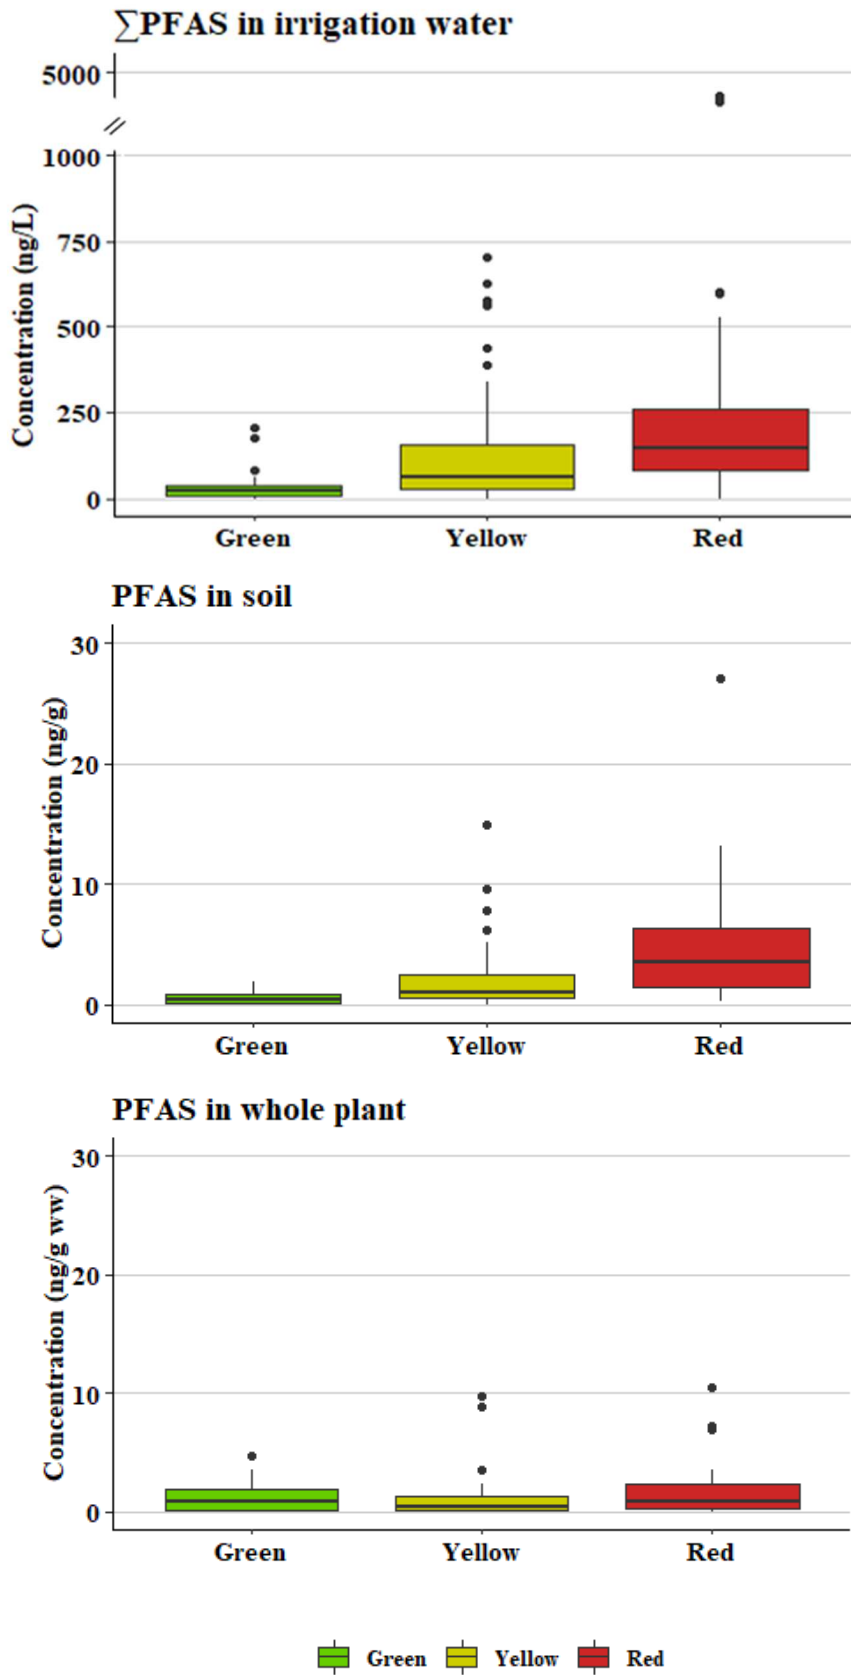 ∑PFAS in irrigation water
5000
1000
750
500
250
0
Concentration (ng/L)
Green Yellow Red
PFAS in soil
30
20
10
0
Concentration (ng/g)
Green Yellow Red
PFAS in whole plant
30
20
10
0
Concentration (ng/g ww)
Green Yellow Red
Green Yellow Red